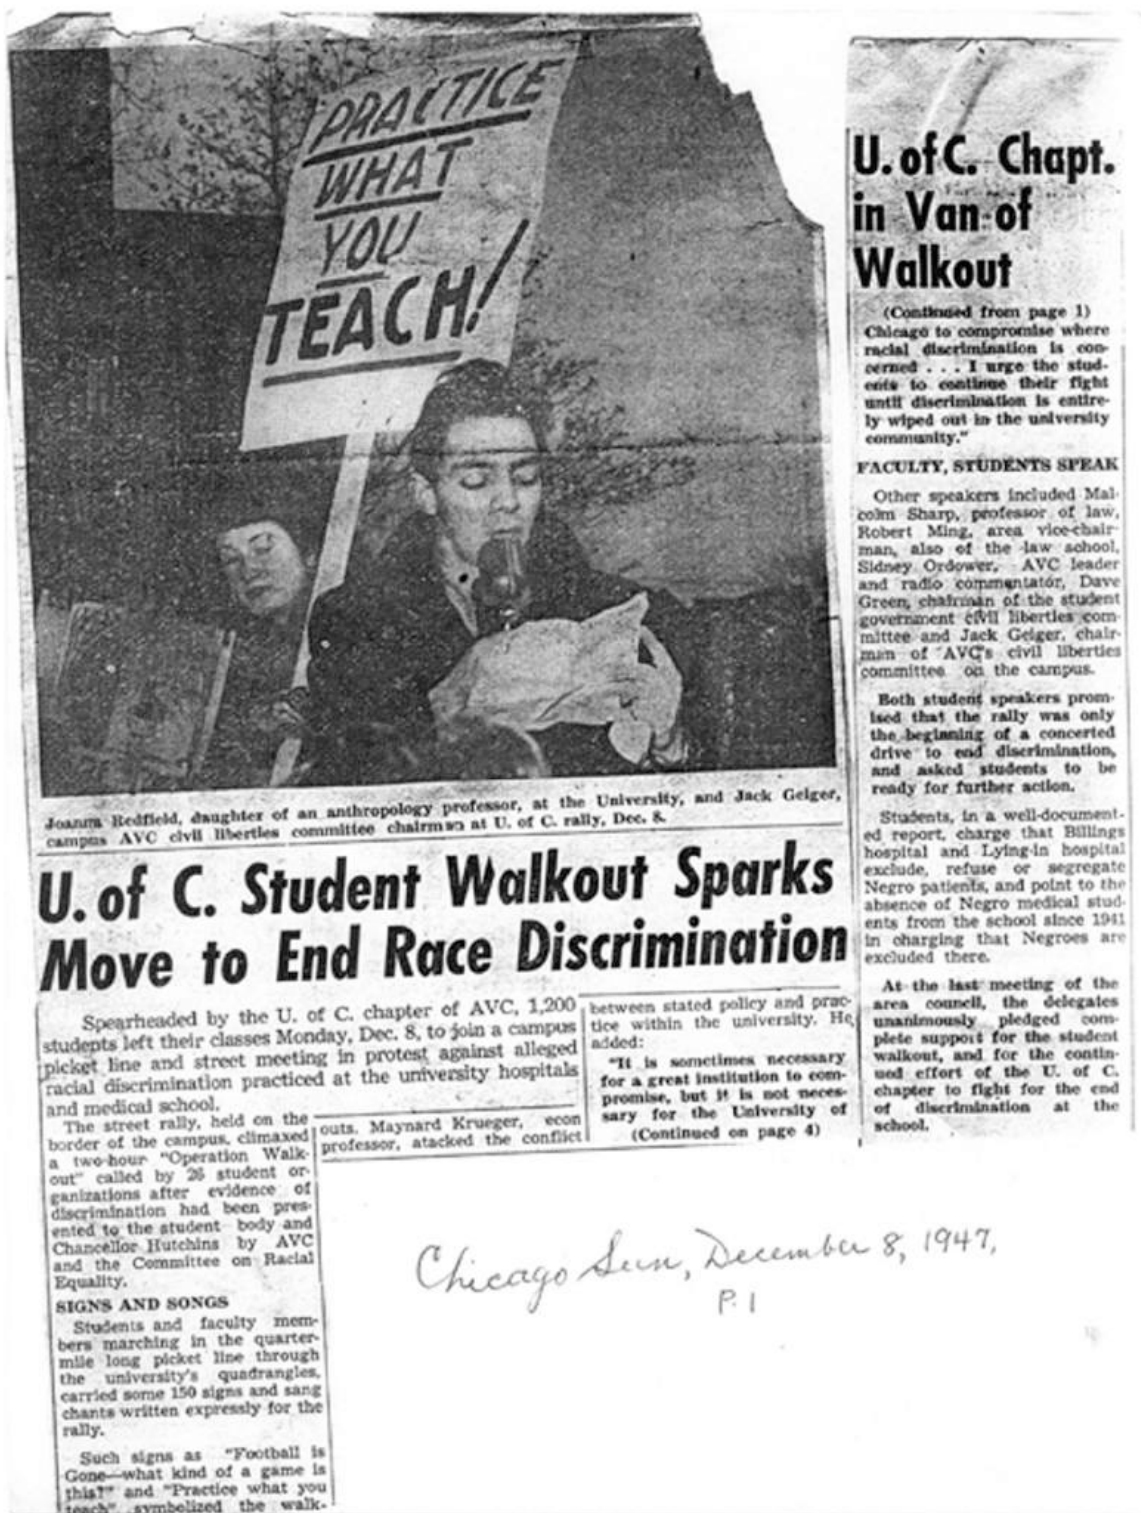 PRACTICE
WHAT
YOU
TEACH!
Joanna Redfield, daughter of an anthropology professor, at the University, and Jack Geiger,
campus AVC civil liberties committee chairman at U. of C. rally, Dec. 8.
U. of C. Student Walkout Sparks
Move to End Race Discrimination
Spearheaded by the U. of C. chapter of AVC, 1,200
students left their classes Monday, Dec. 8, to join a campus
picket line and street meeting in protest against alleged
racial discrimination practiced at the university hospitals
and medical school.
The street rally, held on the
border of the campus, climaxed
a two-hour "Operation Walk-
out" called by 26 student or-
ganizations after evidence of
discrimination had been pres-
ented to the student body and
Chancellor Hutchins by AVC
and the Committee on Racial
Equality.
SIGNS AND SONGS
Students and faculty mem-
bers marching in the quarter-
mile long picket line through
the university's quadrangles,
carried some 150 signs and sang
chants written expressly for the
rally.
Such signs as "Football is
Gone—what kind of a game is
this?" and "Practice what you
teach" symbolized the walk-
outs. Maynard Krueger, econ
professor, atacked the conflict
between stated policy and prac-
tice within the university. He
added:
"It is sometimes necessary
for a great institution to com-
promise, but it is not neces-
sary for the University of
(Continued on page 4)
U. of C. Chapt.
in Van of
Walkout
(Continued from page 1)
Chicago to compromise where
racial discrimination is con-
cerned . . . I urge the stud-
ents to continue their fight
until discrimination is entire-
ly wiped out in the university
community."
FACULTY, STUDENTS SPEAK
Other speakers included Mal-
colm Sharp, professor of law,
Robert Ming, area vice-chair-
man, also of the law school,
Sidney Ordower, AVC leader
and radio commentator, Dave
Green, chairman of the student
government civil liberties com-
mittee and Jack Geiger, chair-
man of AVC's civil liberties
committee on the campus.
Both student speakers prom-
ised that the rally was only
the beginning of a concerted
drive to end discrimination,
and asked students to be
ready for further action.
Students, in a well-document-
ed report, charge that Billings
hospital and Lying-in hospital
exclude, refuse or segregate
Negro patients, and point to the
absence of Negro medical stud-
ents from the school since 1941
in charging that Negroes are
excluded there.
At the last meeting of the
area council, the delegates
unanimously pledged com-
plete support for the student
walkout, and for the contin-
ued effort of the U. of C.
chapter to fight for the end
of discrimination at the
school.
Chicago Sun, December 8, 1947,
P. 1